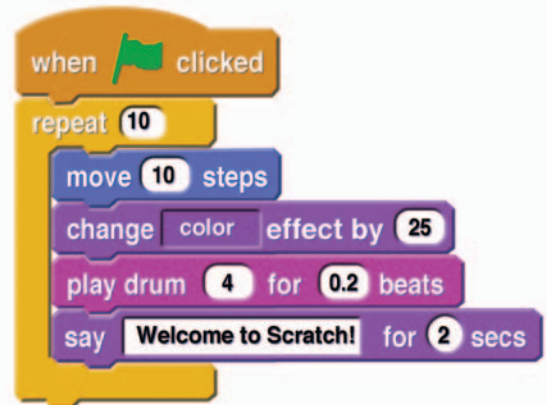 when clicked
repeat 10
move 10 steps
change color effect by 25
play drum 4 for 0.2 beats
say Welcome to Scratch! for 2 secs